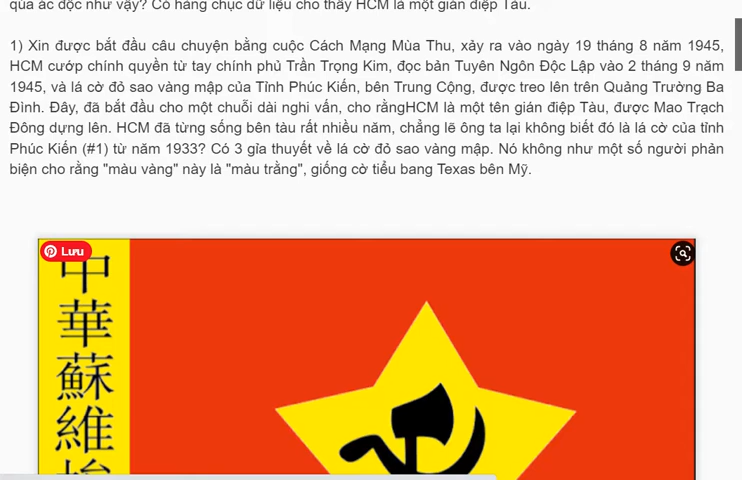 qủa ác độc như vậy? Có hàng chục dữ liệu cho thấy HCM là một gián điệp Tàu.
1) Xin được bắt đầu câu chuyện bằng cuộc Cách Mạng Mùa Thu, xảy ra vào ngày 19 tháng 8 năm 1945,
HCM cướp chính quyền từ tay chính phủ Trần Trọng Kim, đọc bản Tuyên Ngôn Độc Lập vào 2 tháng 9 năm
1945, và lá cờ đỏ sao vàng mập của Tỉnh Phúc Kiến, bên Trung Cộng, được treo lên trên Quảng Trường Ba
Đình. Đây, đã bắt đầu cho một chuỗi dài nghi vấn, cho rằngHCM là một tên gián điệp Tàu, được Mao Trạch
Đông dựng lên. HCM đã từng sống bên tàu rất nhiều năm, chẳng lẽ ông ta lại không biết đó là lá cờ của tỉnh
Phúc Kiến (#1) từ năm 1933? Có 3 gỉa thuyết về lá cờ đỏ sao vàng mập. Nó không như một số người phản
biện cho rằng "màu vàng" này là "màu trắng", giống cờ tiểu bang Texas bên Mỹ.
Lưu
中
華
蘇
維